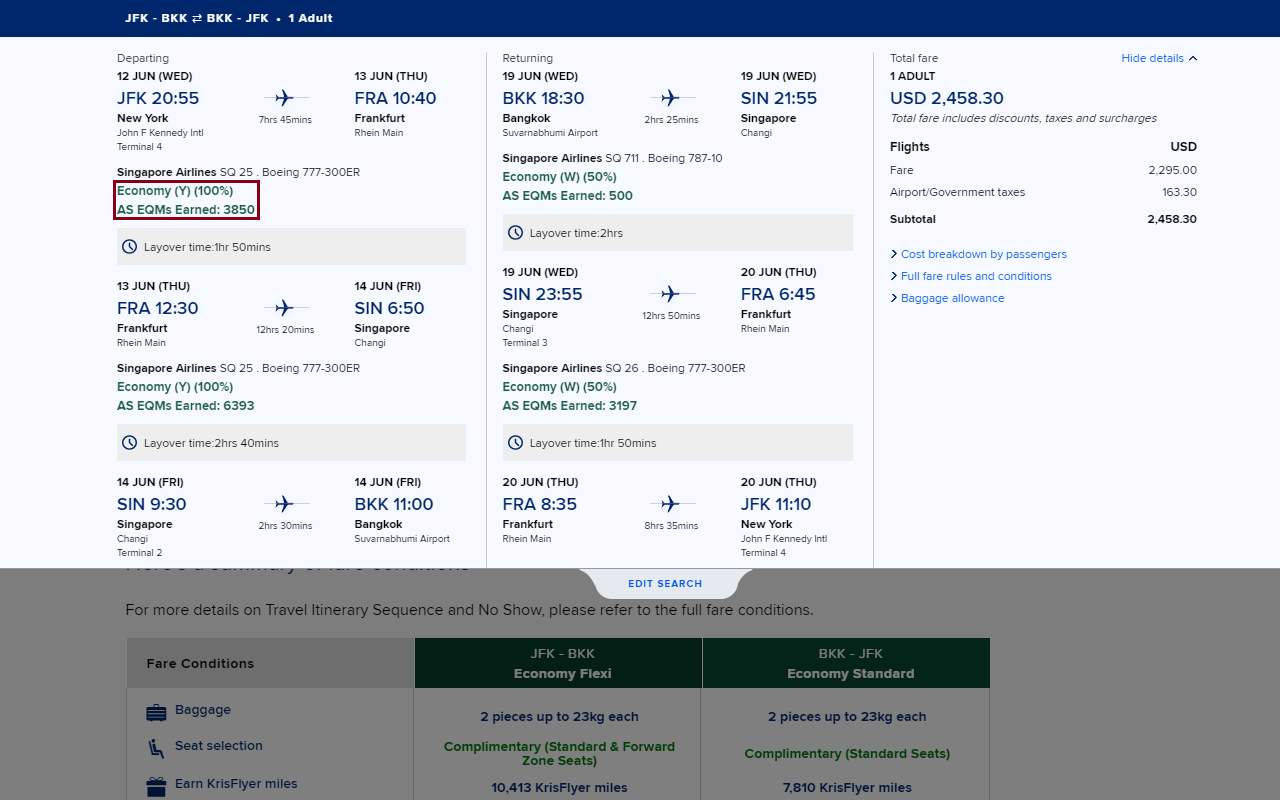 JFK - BKK ⇄ BKK - JFK • 1 Adult
Departing
12 JUN (WED)
13 JUN (THU)
JFK 20:55
FRA 10:40
New York
7hrs 45mins
Frankfurt
John F Kennedy Intl
Rhein Main
Terminal 4
Singapore Airlines SQ 25 . Boeing 777-300ER
Economy (Y) (100%)
AS EQMs Earned: 3850
Layover time:1hr 50mins
13 JUN (THU)
14 JUN (FRI)
FRA 12:30
SIN 6:50
Frankfurt
12hrs 20mins
Singapore
Rhein Main
Changi
Singapore Airlines SQ 25 . Boeing 777-300ER
Economy (Y) (100%)
AS EQMs Earned: 6393
Layover time:2hrs 40mins
14 JUN (FRI)
14 JUN (FRI)
SIN 9:30
BKK 11:00
Singapore
2hrs 30mins
Bangkok
Changi
Suvarnabhumi Airport
Terminal 2
Returning
19 JUN (WED)
19 JUN (WED)
BKK 18:30
SIN 21:55
Bangkok
2hrs 25mins
Singapore
Suvarnabhumi Airport
Changi
Singapore Airlines SQ 711 . Boeing 787-10
Economy (W) (50%)
AS EQMs Earned: 500
Layover time:2hrs
19 JUN (WED)
20 JUN (THU)
SIN 23:55
FRA 6:45
Singapore
12hrs 50mins
Frankfurt
Changi
Rhein Main
Terminal 3
Singapore Airlines SQ 26 . Boeing 777-300ER
Economy (W) (50%)
AS EQMs Earned: 3197
Layover time:1hr 50mins
20 JUN (THU)
20 JUN (THU)
FRA 8:35
JFK 11:10
Frankfurt
8hrs 35mins
New York
Rhein Main
John F Kennedy Intl
Terminal 4
Total fare
Hide details
1 ADULT
USD 2,458.30
Total fare includes discounts, taxes and surcharges
Flights USD
Fare 2,295.00
Airport/Government taxes 163.30
Subtotal 2,458.30
Cost breakdown by passengers
Full fare rules and conditions
Baggage allowance
EDIT SEARCH
For more details on Travel Itinerary Sequence and No Show, please refer to the full fare conditions.
Fare Conditions
JFK - BKK
Economy Flexi
BKK - JFK
Economy Standard
Baggage
2 pieces up to 23kg each
2 pieces up to 23kg each
Seat selection
Complimentary (Standard & Forward
Zone Seats)
Complimentary (Standard Seats)
Earn KrisFlyer miles
10,413 KrisFlyer miles
7,810 KrisFlyer miles